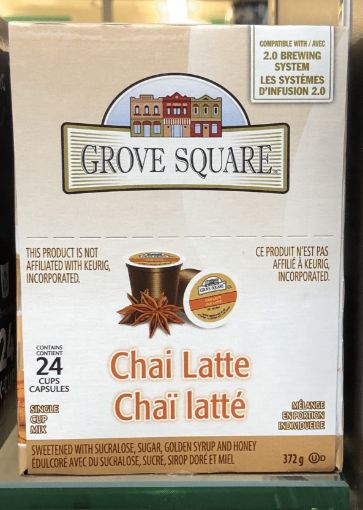 COMPATIBLE WITH / AVEC
2.0 BREWING
SYSTEM
LES SYSTÈMES
D'INFUSION 2.0
GROVE SQUARE
THIS PRODUCT IS NOT
AFFILIATED WITH KEURIG,
INCORPORATED.
CE PRODUIT N'EST PAS
AFFILIÉ À KEURIG,
INCORPORATED.
GROVE SQUARE
CONTAINS
CONTIENT
24
CUPS
CAPSULES
Chai Latte
Chaï latté
SINGLE
CUP
MIX
MÉLANGE
EN PORTION
INDIVIDUELLE
SWEETENED WITH SUCRALOSE, SUGAR, GOLDEN SYRUP AND HONEY
ÉDULCORÉ AVEC DU SUCRALOSE, SUCRE, SIROP DORÉ ET MIEL
372 g UD